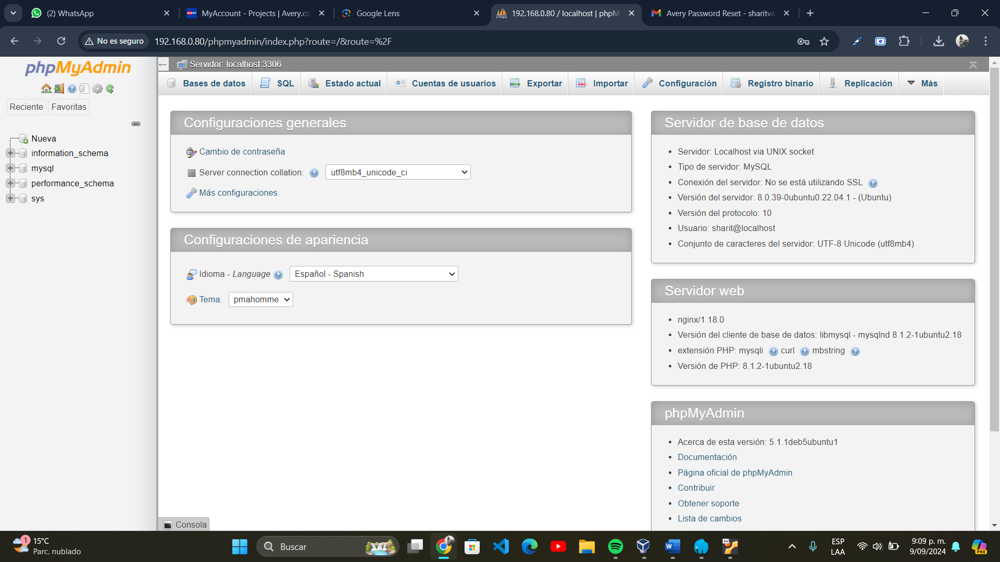 (2) WhatsApp
MyAccount - Projects | Avery.co
Google Lens
192.168.0.80 / localhost | phpM
Avery Password Reset - sharitva
No es seguro
192.168.0.80/phpmyadmin/index.php?route=/&route=%2F
phpMyAdmin
Reciente
Favoritas
Nueva
information_schema
mysql
performance_schema
sys
Servidor: localhost:3306
Bases de datos
SQL
Estado actual
Cuentas de usuarios
Exportar
Importar
Configuración
Registro binario
Replicación
Más
Configuraciones generales
Cambio de contraseña
Server connection collation:
utf8mb4_unicode_ci
Más configuraciones
Configuraciones de apariencia
Idioma - Language
Español - Spanish
Tema:
pmahomme
Servidor de base de datos
Servidor: Localhost via UNIX socket
Tipo de servidor: MySQL
Conexión del servidor: No se está utilizando SSL
Versión del servidor: 8.0.39-0ubuntu0.22.04.1 - (Ubuntu)
Versión del protocolo: 10
Usuario: sharit@localhost
Conjunto de caracteres del servidor: UTF-8 Unicode (utf8mb4)
Servidor web
nginx/1.18.0
Versión del cliente de base de datos: libmysql - mysqlnd 8.1.2-1ubuntu2.18
extensión PHP: mysqli curl mbstring
Versión de PHP: 8.1.2-1ubuntu2.18
phpMyAdmin
Acerca de esta versión: 5.1.1deb5ubuntu1
Documentación
Página oficial de phpMyAdmin
Contribuir
Obtener soporte
Lista de cambios
Consola
1
15°C
Parc. nublado
Buscar
64
ESP
LAA
9:09 p. m.
9/09/2024
PRE